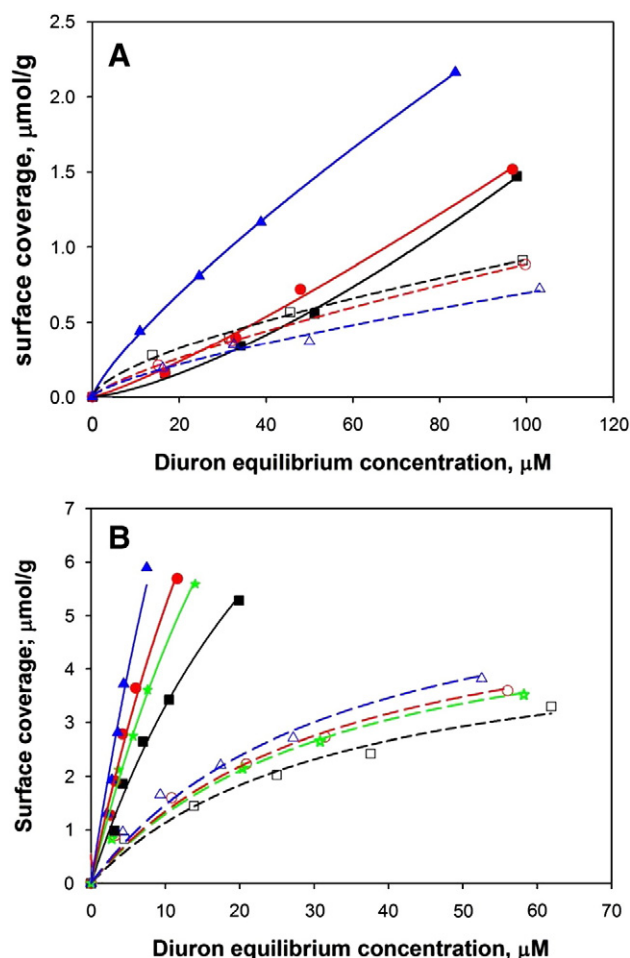 A
surface coverage, μmol/g
2.5
2.0
1.5
1.0
0.5
0.0
0 20 40 60 80 100 120
Diuron equilibrium concentration, μM
B
Surface coverage; μmol/g
7
6
5
4
3
2
1
0
0 10 20 30 40 50 60 70
Diuron equilibrium concentration, μM